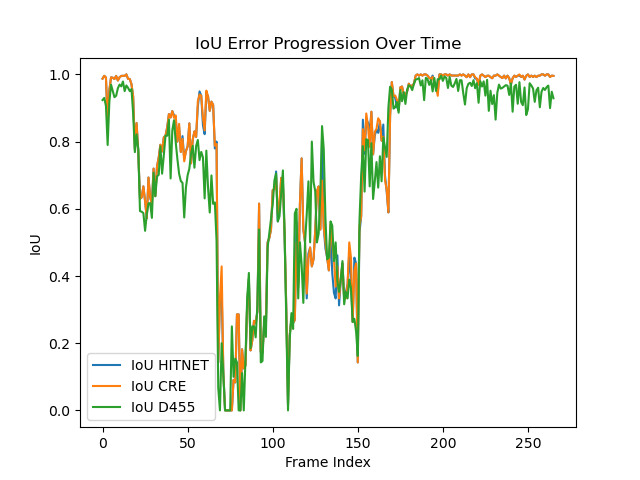 IoU Error Progression Over Time
1.0
0.8
0.6
0.4
0.2
0.0
IoU
IoU HITNET
IoU CRE
IoU D455
0 50 100 150 200 250
Frame Index